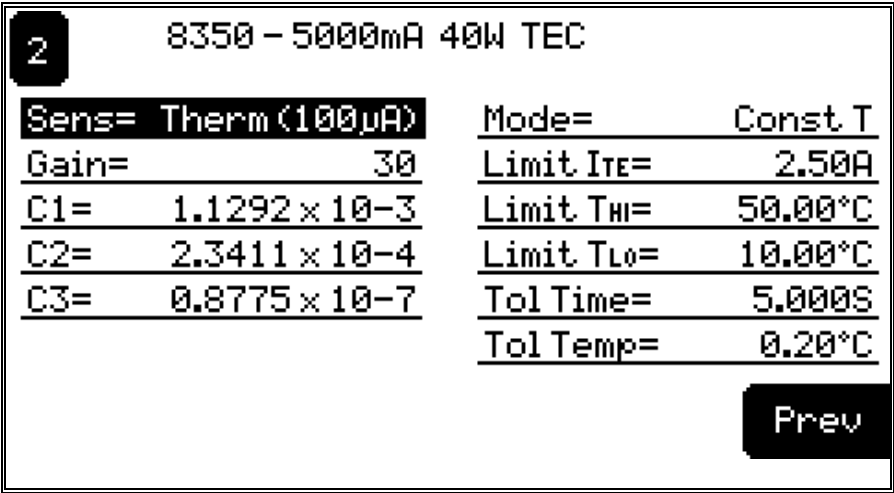 2
8350 – 5000mA 40W TEC
Sens= Therm (100µA)
Gain= 30
C1= 1.1292 × 10-3
C2= 2.3411 × 10-4
C3= 0.8775 × 10-7
Mode= Const T
Limit ITE= 2.50A
Limit THI= 50.00°C
Limit TLO= 10.00°C
Tol Time= 5.000S
Tol Temp= 0.20°C
Prev